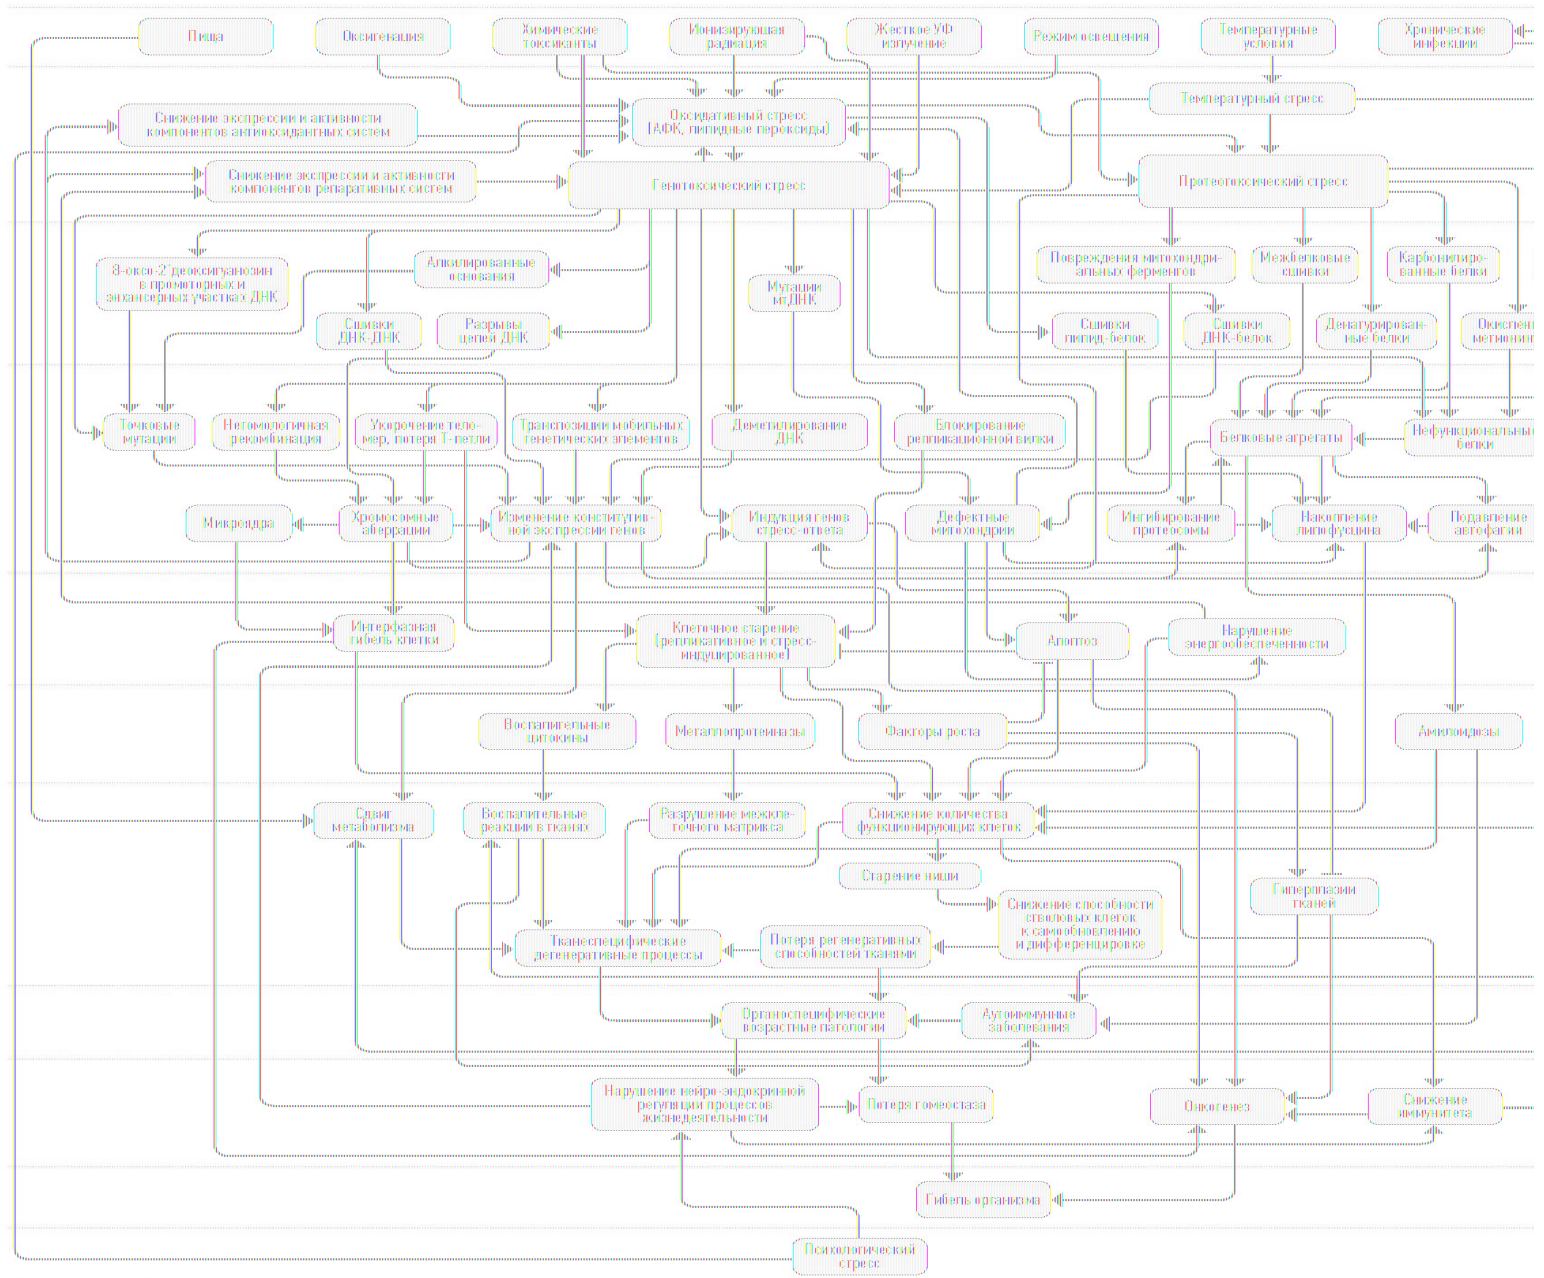 Пища
Оксигенация
Химические
токсиканты
Ионизирующая
радиация
Жесткое УФ
излучение
Режим освещения
Температурные
условия
Хронические
инфекции
Температурный стресс
Снижение экспрессии и активности
компонентов антиоксидантных систем
Оксидативный стресс
(АФК, липидные пероксиды)
Снижение экспрессии и активности
компонентов репаративных систем
Генотоксический стресс
Протеотоксический стресс
8-оксо-2'деоксигуанозин
в промоторных и
энхансерных участках ДНК
Алкилированные
основания
Мутации
мтДНК
Повреждения митохондри-
альных ферментов
Межбелковые
сшивки
Карбонилиро-
ванные белки
Сшивки
ДНК-ДНК
Разрывы
цепей ДНК
Сшивки
липид-белок
Сшивки
ДНК-белок
Денатурирован-
ные белки
Точковые
мутации
Негомологичная
рекомбинация
Укорочение тело-
мер, потеря Т-петли
Транспозиции мобильных
генетических элементов
Деметилирование
ДНК
Блокирование
репликационной вилки
Белковые агрегаты
Нефункциональные
белки
Микроядра
Хромосомные
аберрации
Изменение конститутив-
ной экспрессии генов
Индукция генов
стресс-ответа
Дефектные
митохондрии
Ингибирование
протеосомы
Накопление
липофусцина
Подавление
автофагии
Интерфазная
гибель клетки
Клеточное старение
(репликативное и стресс-
индуцированное)
Апоптоз
Нарушение
энергообеспеченности
Воспалительные
цитокины
Металлопротеиназы
Факторы роста
Амилоидозы
Сдвиг
метаболизма
Воспалительные
реакции в тканях
Разрушение межкле-
точного матрикса
Снижение количества
функционирующих клеток
Старение ниши
Гиперплазии
тканей
Снижение способности
стволовых клеток
к самообновлению
и дифференцировке
Тканеспецифические
дегенеративные процессы
Потеря регенеративных
способностей тканями
Органоспецифические
возрастные патологии
Аутоиммунные
заболевания
Нарушение нейро-эндокринной
регуляции процессов
жизнедеятельности
Потеря гомеостаза
Онкогенез
Снижение
иммунитета
Гибель организма
Психологический
стресс